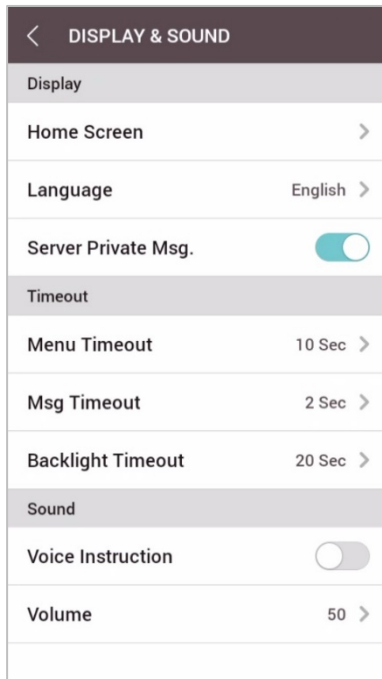 DISPLAY & SOUND
Display
Home Screen
Language English
Server Private Msg.
Timeout
Menu Timeout 10 Sec
Msg Timeout 2 Sec
Backlight Timeout 20 Sec
Sound
Voice Instruction
Volume 50